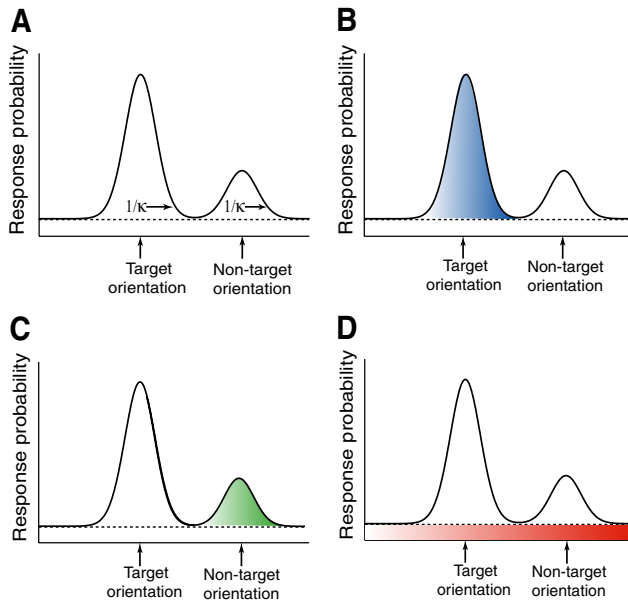 A
Response probability
1/κ
1/κ
Target
orientation
Non-target
orientation
B
Response probability
Target
orientation
Non-target
orientation
C
Response probability
Target
orientation
Non-target
orientation
D
Response probability
Target
orientation
Non-target
orientation